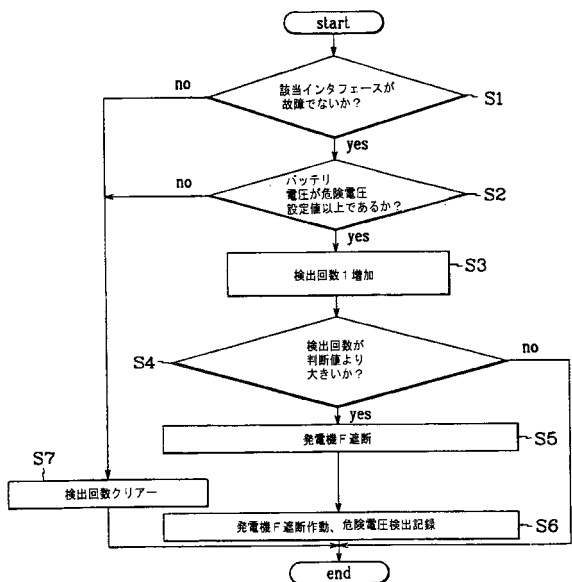 start
該当インタフェースが
故障でないか？
no
S1
yes
バッテリ
電圧が危険電圧
設定値以上であるか？
no
S2
yes
検出回数1増加
S3
検出回数が
判断値より
大きいか？
S4
no
yes
発電機F遮断
S5
S7
検出回数クリアー
発電機F遮断作動、危険電圧検出記録
S6
end